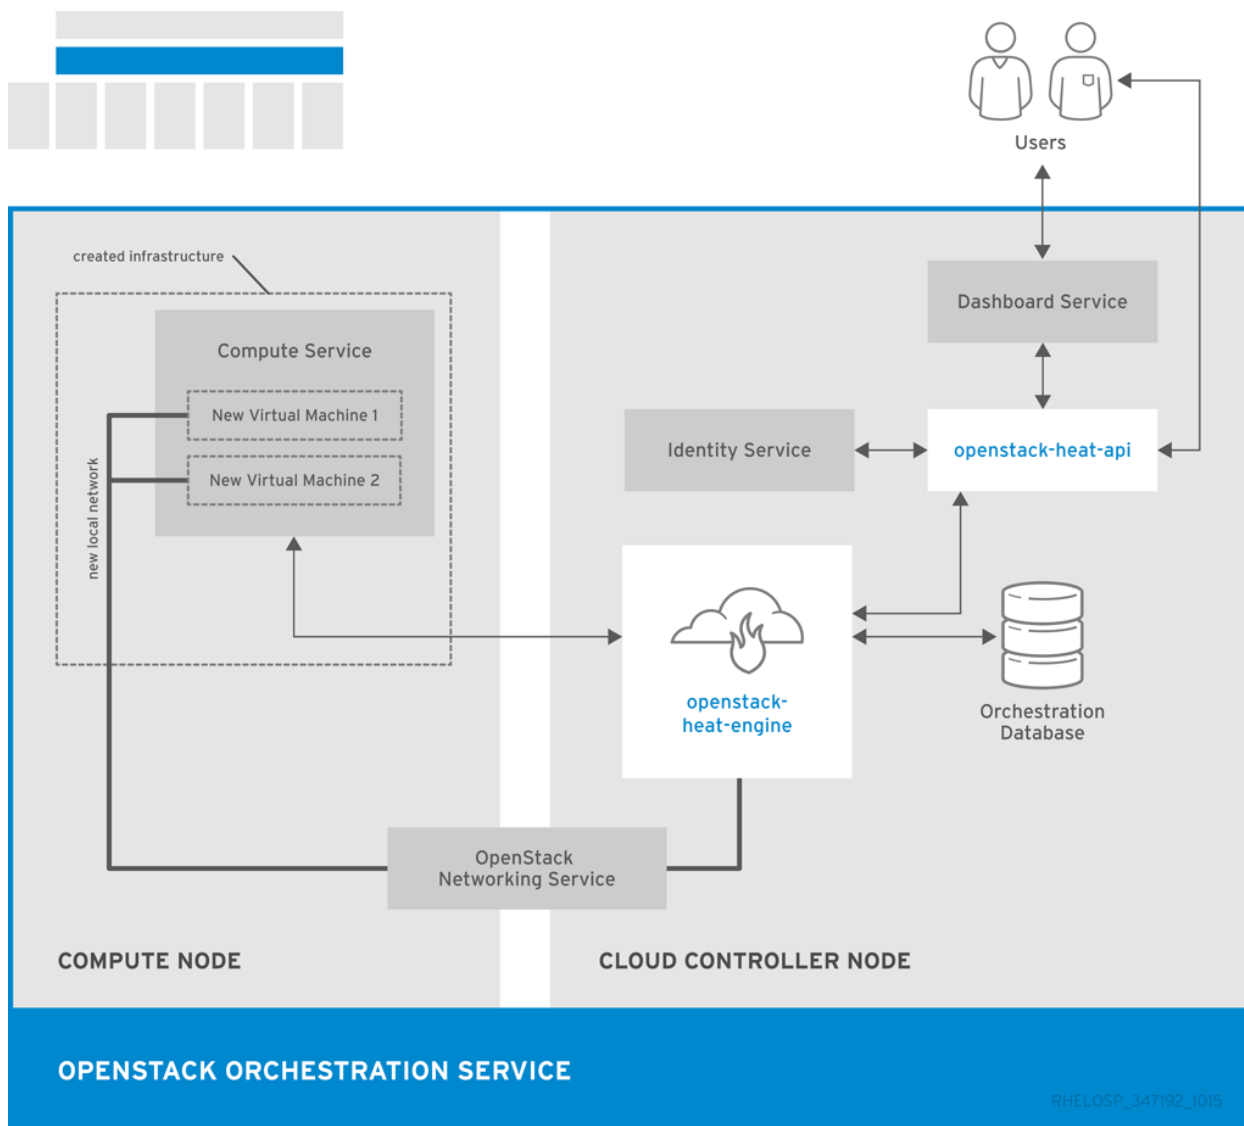 Users
created infrastructure
Dashboard Service
Compute Service
New Virtual Machine 1
New Virtual Machine 2
new local network
Identity Service
openstack-heat-api
openstack-
heat-engine
Orchestration
Database
OpenStack
Networking Service
COMPUTE NODE
CLOUD CONTROLLER NODE
OPENSTACK ORCHESTRATION SERVICE
RHELOSP_347192_1015